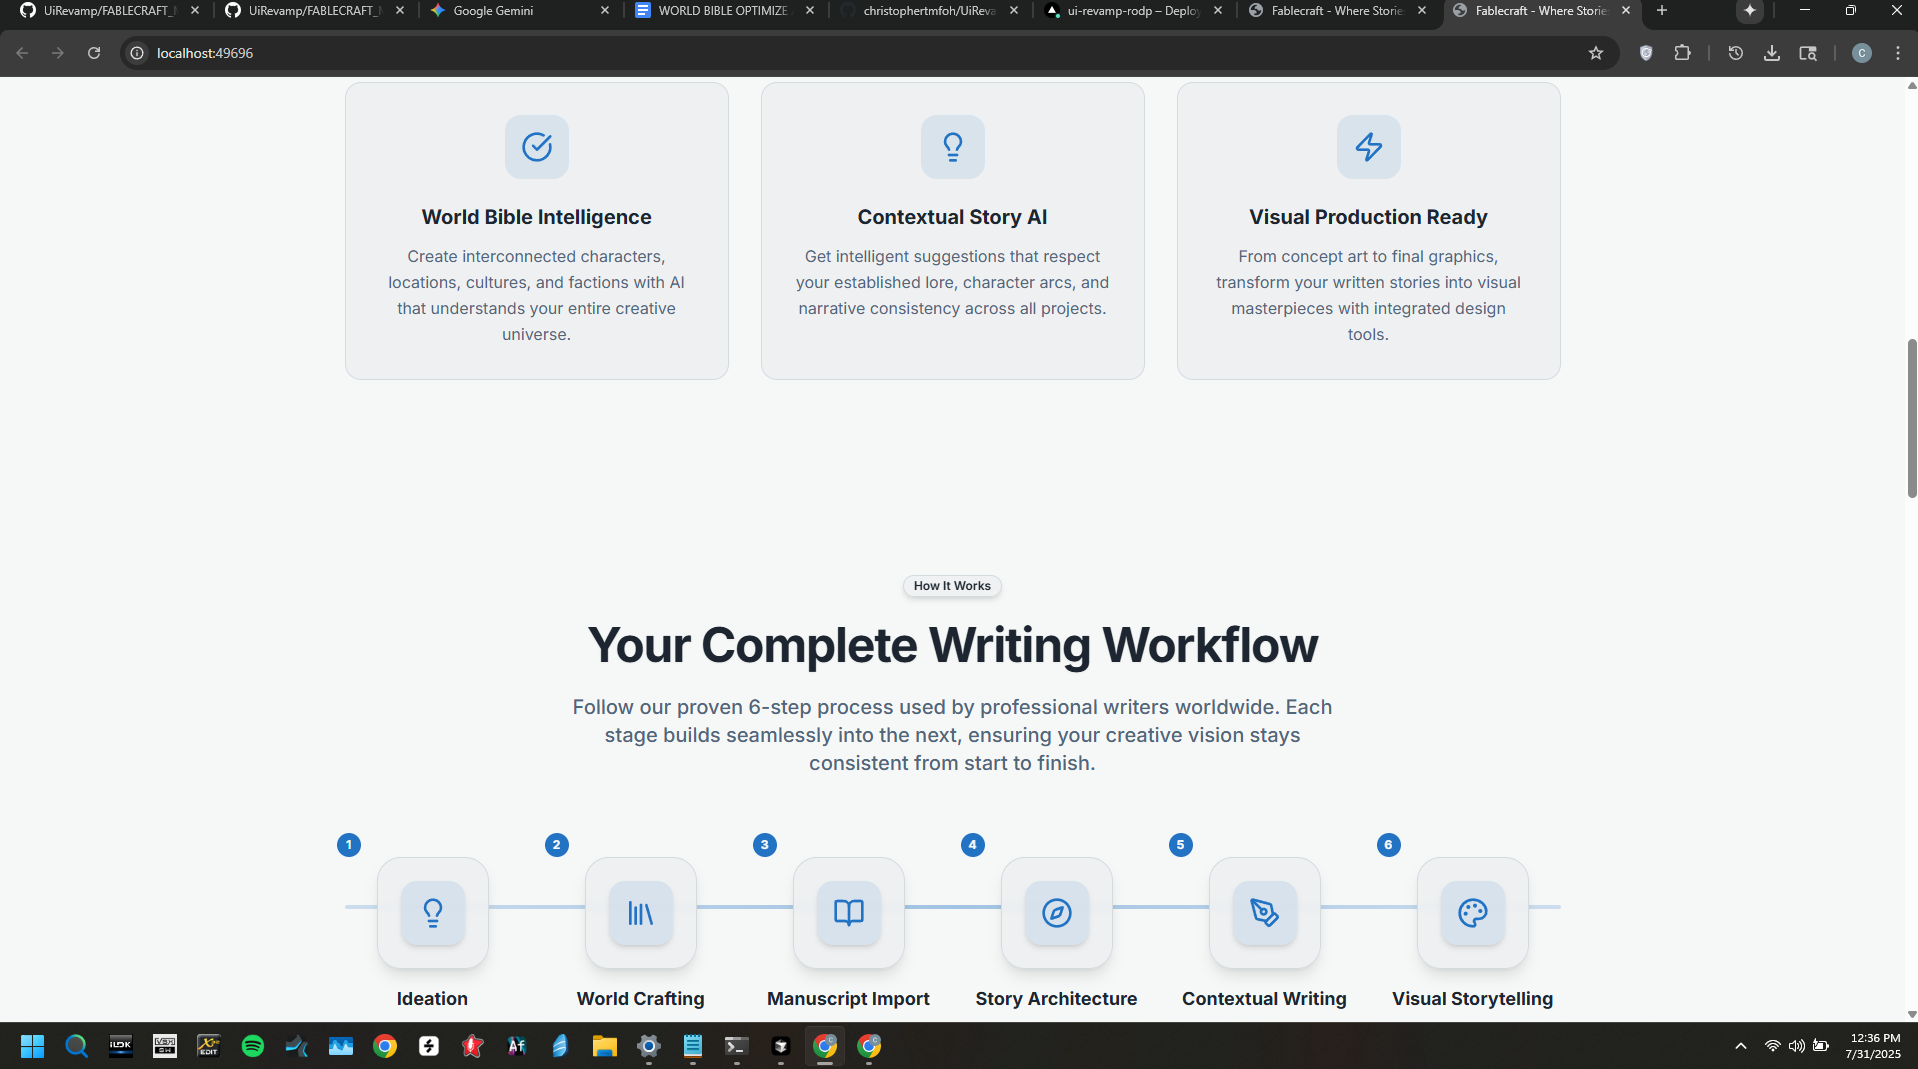 UiRevamp/FABLECRAFT_
UiRevamp/FABLECRAFT_
Google Gemini
WORLD BIBLE OPTIMIZE
christophertmfoh/UiReva
ui-revamp-rodp – Deploy
Fablecraft - Where Storie
Fablecraft - Where Storie
localhost:49696
C
World Bible Intelligence
Create interconnected characters,
locations, cultures, and factions with AI
that understands your entire creative
universe.
Contextual Story AI
Get intelligent suggestions that respect
your established lore, character arcs, and
narrative consistency across all projects.
Visual Production Ready
From concept art to final graphics,
transform your written stories into visual
masterpieces with integrated design
tools.
How It Works
Your Complete Writing Workflow
Follow our proven 6-step process used by professional writers worldwide. Each
stage builds seamlessly into the next, ensuring your creative vision stays
consistent from start to finish.
1
2
3
4
5
6
Ideation
World Crafting
Manuscript Import
Story Architecture
Contextual Writing
Visual Storytelling
EDIT
Af
12:36 PM
7/31/2025